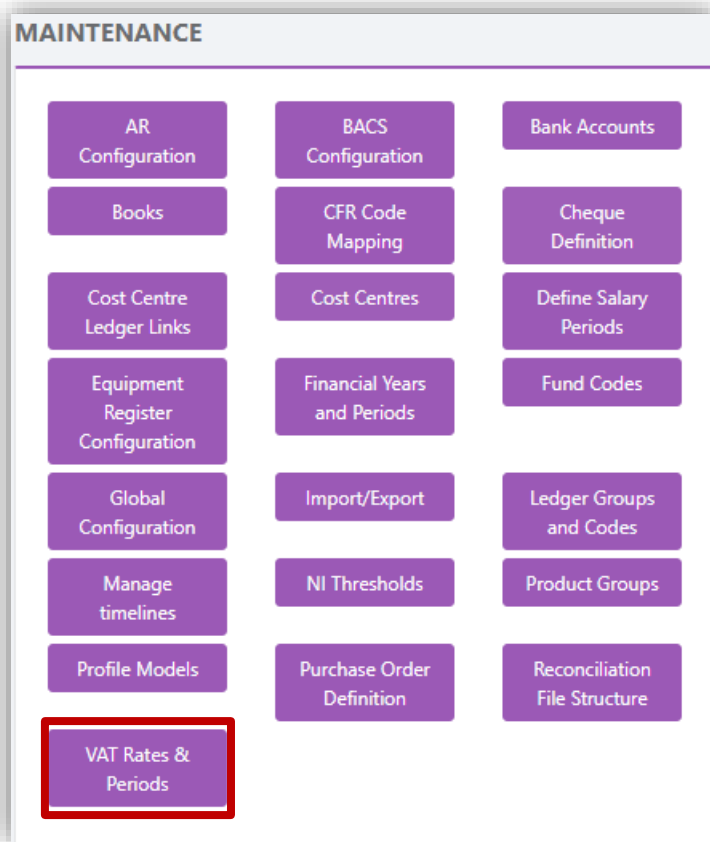 MAINTENANCE
AR
Configuration
BACS
Configuration
Bank Accounts
Books
CFR Code
Mapping
Cheque
Definition
Cost Centre
Ledger Links
Cost Centres
Define Salary
Periods
Equipment
Register
Configuration
Financial Years
and Periods
Fund Codes
Global
Configuration
Import/Export
Ledger Groups
and Codes
Manage
timelines
NI Thresholds
Product Groups
Profile Models
Purchase Order
Definition
Reconciliation
File Structure
VAT Rates &
Periods